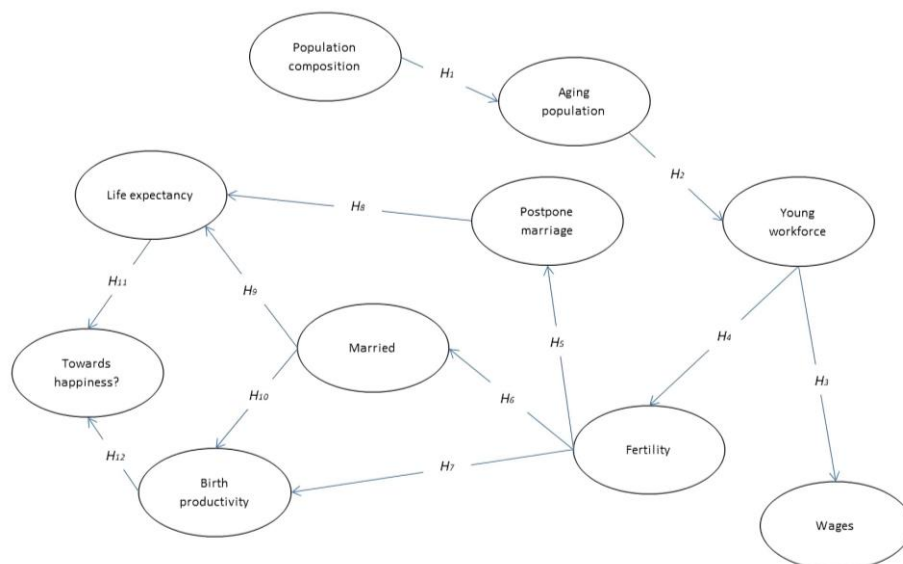 Population
composition
H1
Aging
population
H2
Life expectancy
H8
Postpone
marriage
Young
workforce
H11
H9
H5
H4
H3
Towards
happiness?
Married
H10
H6
H12
Birth
productivity
H7
Fertility
Wages